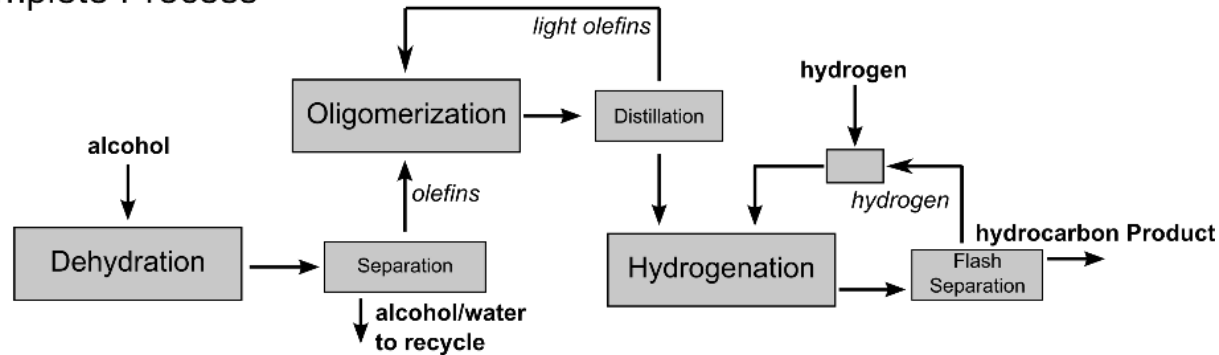 light olefins
hydrogen
Oligomerization
Distillation
alcohol
olefins
hydrogen
hydrocarbon Product
Dehydration
Separation
Hydrogenation
Flash
Separation
alcohol/water
to recycle